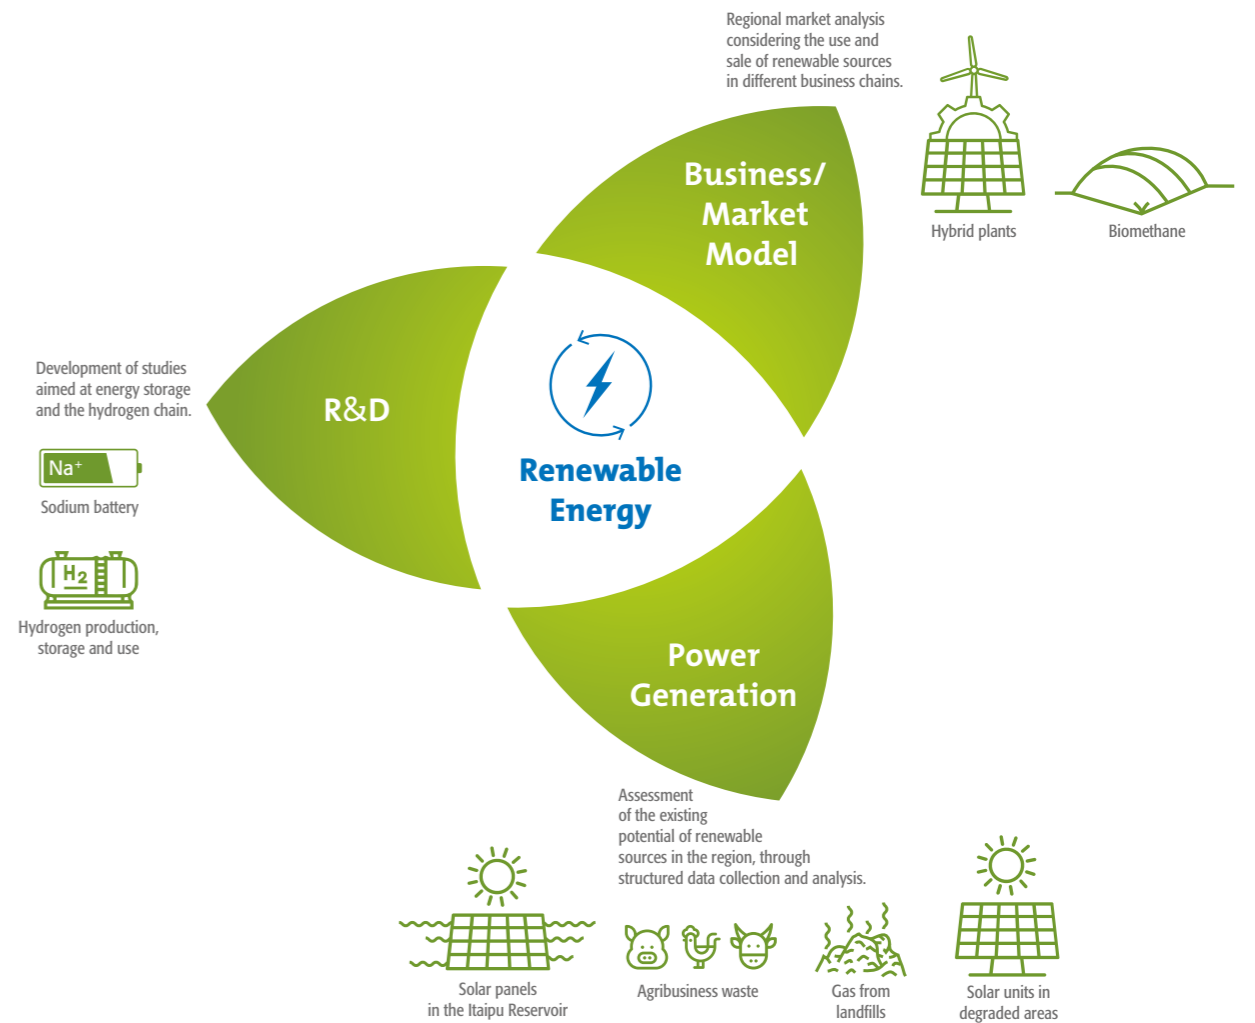 Regional market analysis
considering the use and
sale of renewable sources
in different business chains.
Hybrid plants
Biomethane
Business/
Market
Model
Development of studies
aimed at energy storage
and the hydrogen chain.
R&D
Na⁺
Sodium battery
H₂
Hydrogen production,
storage and use
Renewable
Energy
Power
Generation
Assessment
of the existing
potential of renewable
sources in the region, through
structured data collection and analysis.
Solar panels
in the Itaipu Reservoir
Agribusiness waste
Gas from
landfills
Solar units in
degraded areas